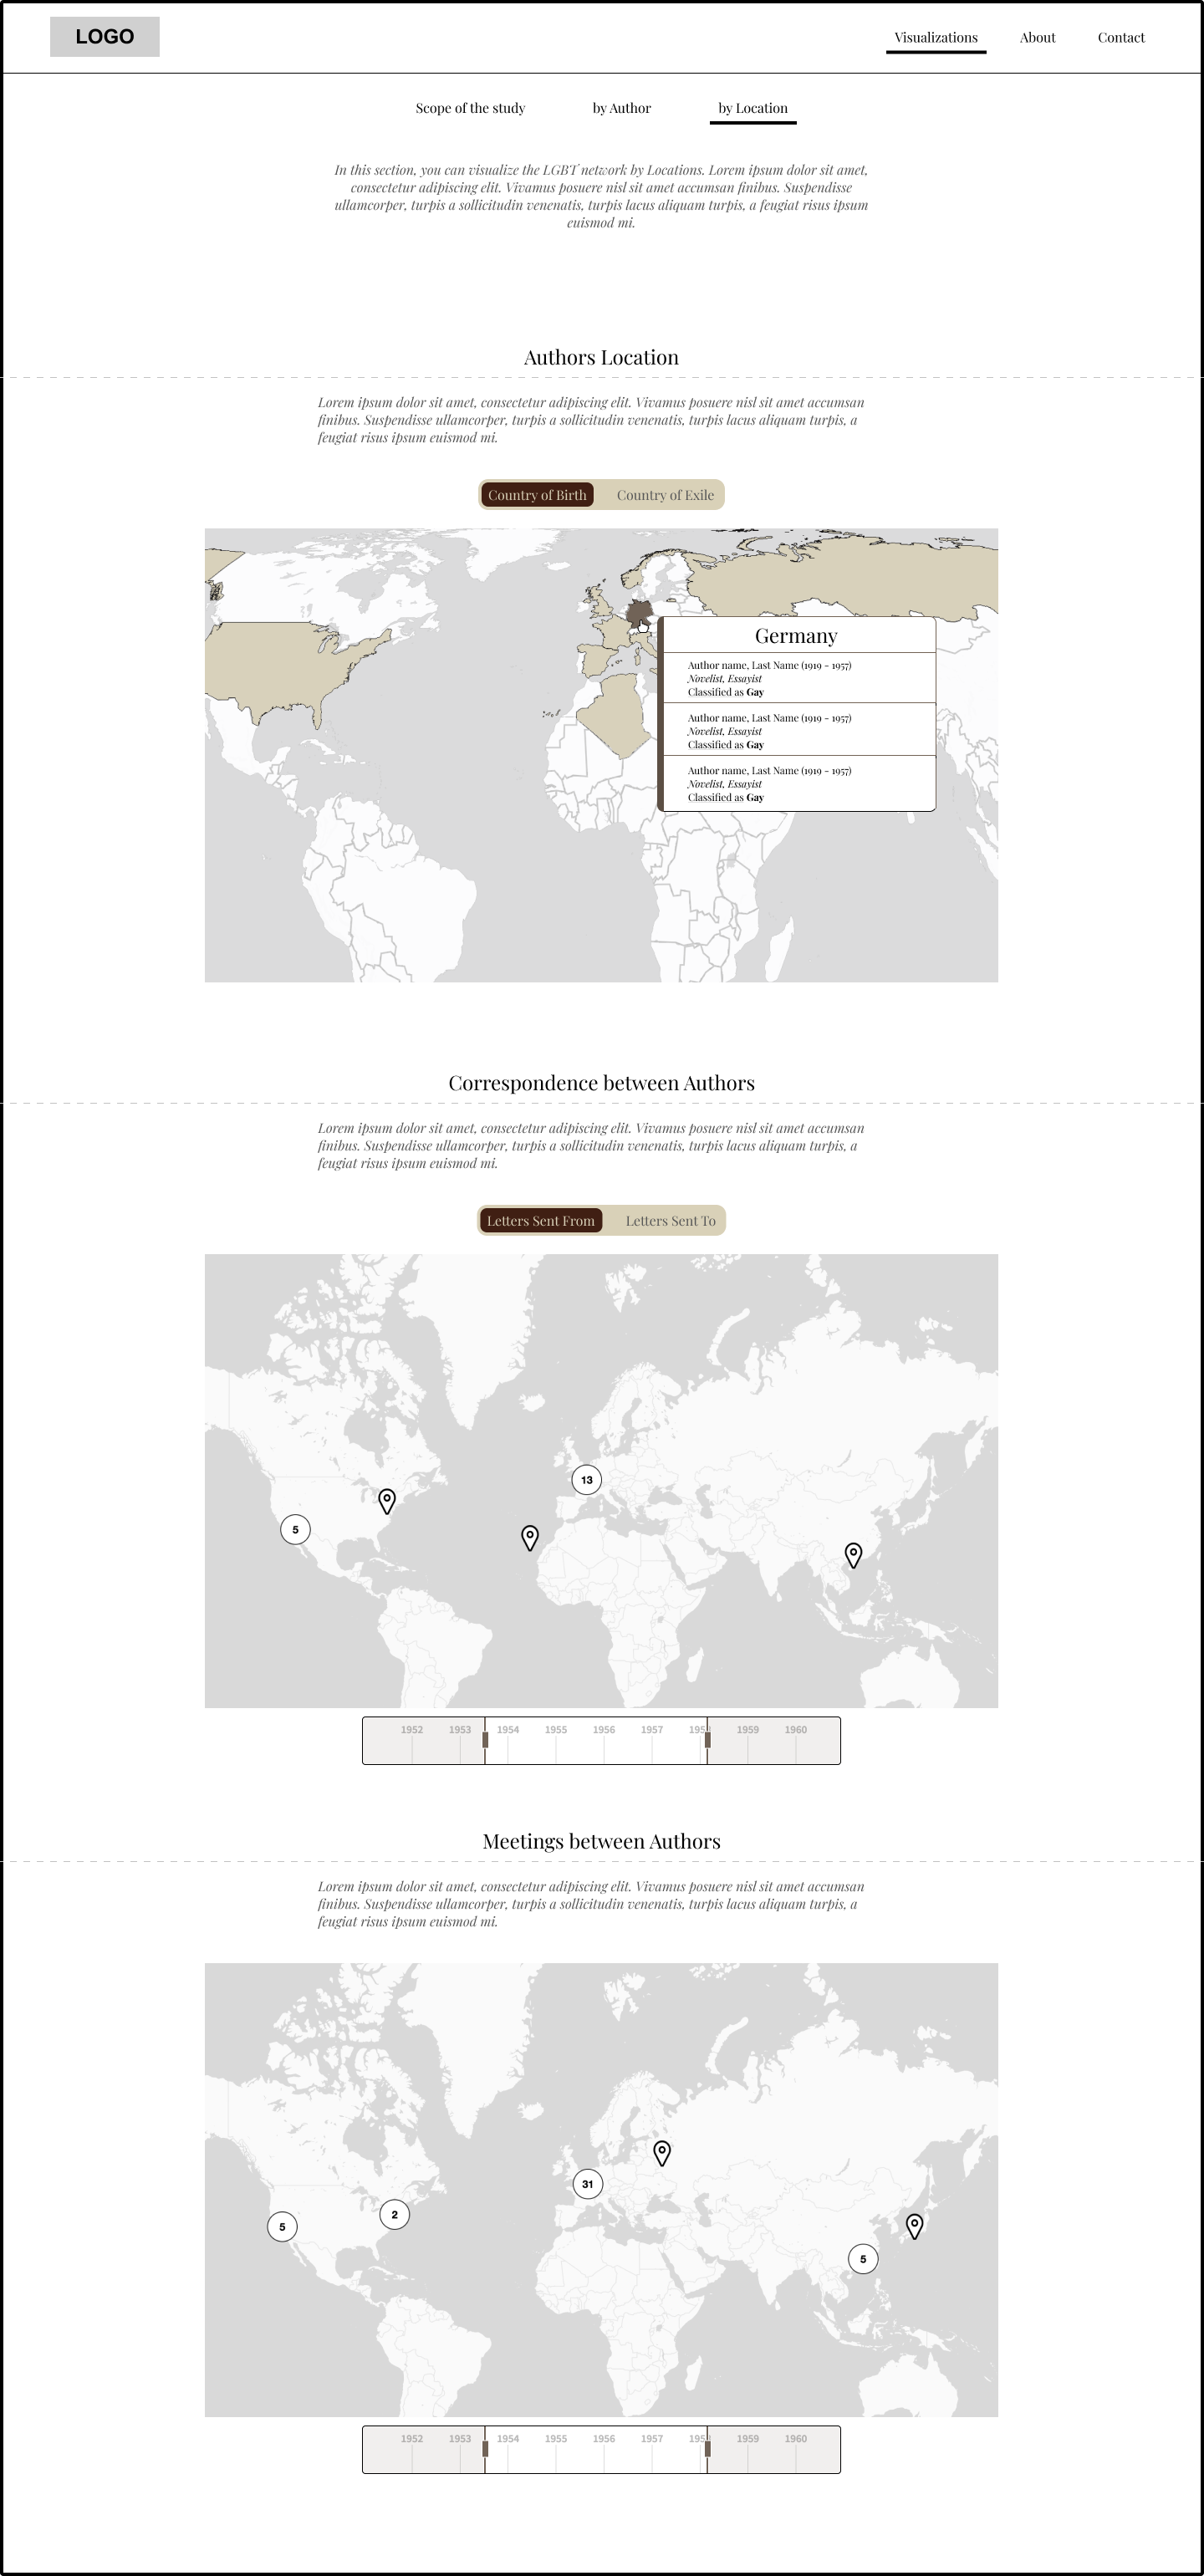 LOGO
Visualizations
About
Contact
Scope of the study
by Author
by Location
In this section, you can visualize the LGBT network by Locations. Lorem ipsum dolor sit amet,
consectetur adipiscing elit. Vivamus posuere nisl sit amet accumsan finibus. Suspendisse
ullamcorper, turpis a sollicitudin venenatis, turpis lacus aliquam turpis, a feugiat risus ipsum
euismod mi.
Authors Location
Lorem ipsum dolor sit amet, consectetur adipiscing elit. Vivamus posuere nisl sit amet accumsan
finibus. Suspendisse ullamcorper, turpis a sollicitudin venenatis, turpis lacus aliquam turpis, a
feugiat risus ipsum euismod mi.
Country of Birth
Country of Exile
Germany
Author name, Last Name (1919 - 1957)
Novelist, Essayist
Classified as Gay
Author name, Last Name (1919 - 1957)
Novelist, Essayist
Classified as Gay
Author name, Last Name (1919 - 1957)
Novelist, Essayist
Classified as Gay
Correspondence between Authors
Lorem ipsum dolor sit amet, consectetur adipiscing elit. Vivamus posuere nisl sit amet accumsan
finibus. Suspendisse ullamcorper, turpis a sollicitudin venenatis, turpis lacus aliquam turpis, a
feugiat risus ipsum euismod mi.
Letters Sent From
Letters Sent To
13
5
1952 1953 1954 1955 1956 1957 1959 1960
Meetings between Authors
Lorem ipsum dolor sit amet, consectetur adipiscing elit. Vivamus posuere nisl sit amet accumsan
finibus. Suspendisse ullamcorper, turpis a sollicitudin venenatis, turpis lacus aliquam turpis, a
feugiat risus ipsum euismod mi.
31
2
5
5
1952 1953 1954 1955 1956 1957 1959 1960